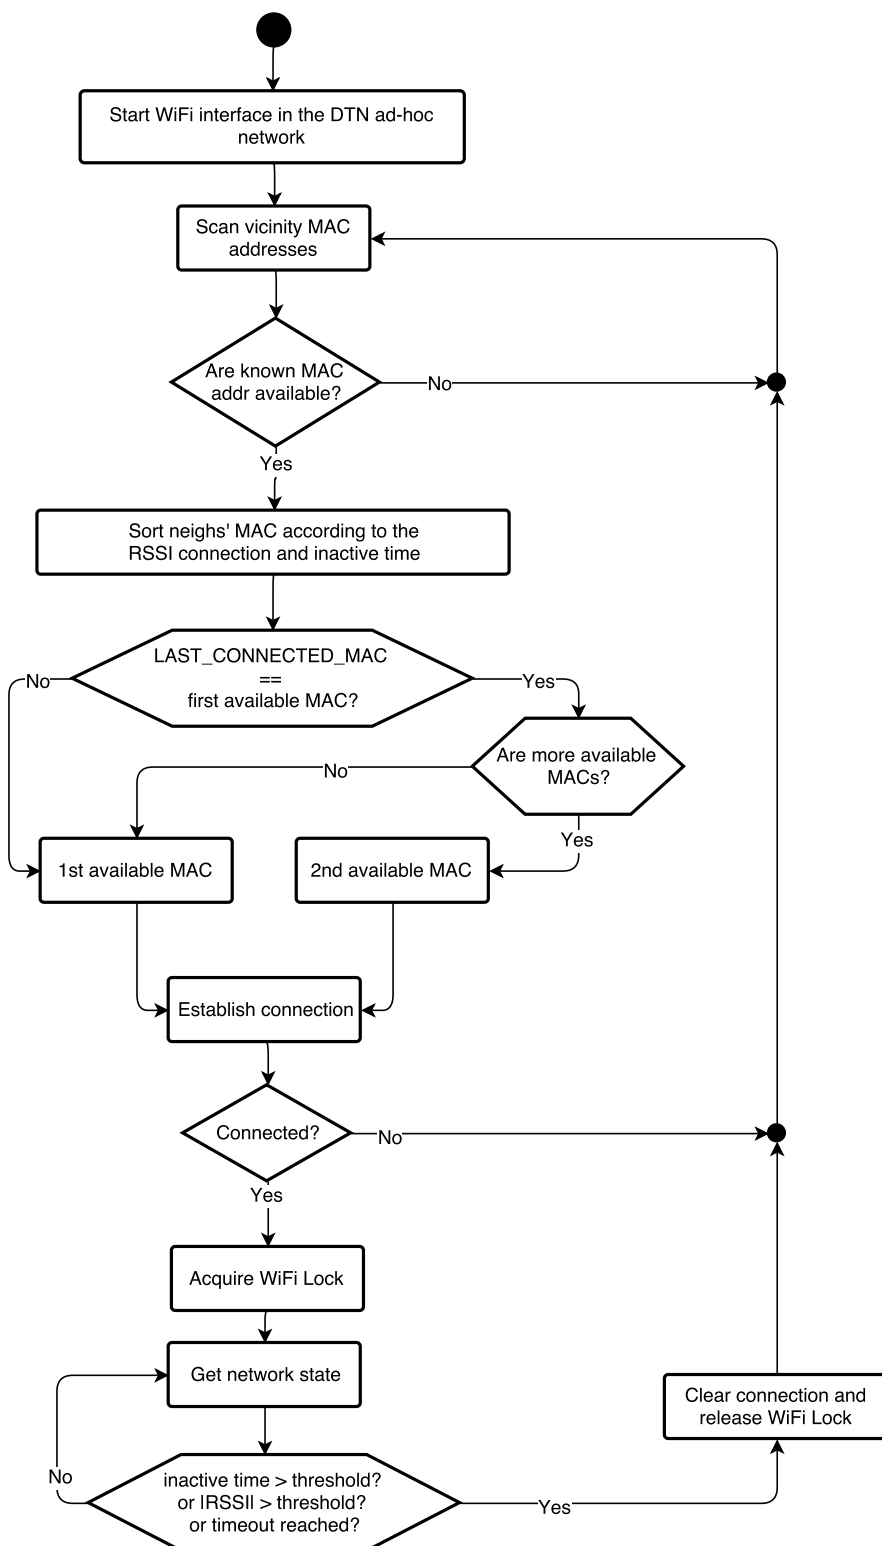 Start WiFi interface in the DTN ad-hoc
network
Scan vicinity MAC
addresses
Are known MAC
addr available?
No
Yes
Sort neighs' MAC according to the
RSSI connection and inactive time
LAST_CONNECTED_MAC
==
first available MAC?
No
Yes
Are more available
MACs?
No
Yes
1st available MAC
2nd available MAC
Establish connection
Connected?
No
Yes
Acquire WiFi Lock
Get network state
Clear connection and
release WiFi Lock
No
inactive time > threshold?
or |RSSI| > threshold?
or timeout reached?
Yes